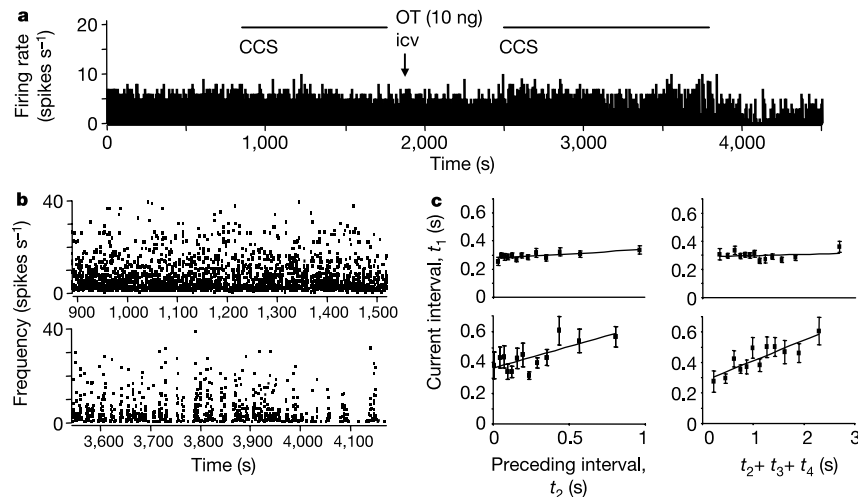 a
Firing rate
(spikes s⁻¹)
20
10
0
CCS
OT (10 ng)
icv
CCS
0
1,000
2,000
3,000
4,000
Time (s)
b
Frequency (spikes s⁻¹)
40
0
900 1,000 1,100 1,200 1,300 1,400 1,500
40
0
3,600 3,700 3,800 3,900 4,000 4,100
Time (s)
c
Current interval, t₁ (s)
0.6
0.4
0.2
0
0.6
0.4
0.2
0
0.6
0.4
0.2
0
0 0.5 1
Preceding interval,
t₂ (s)
0.6
0.4
0.2
0
0 1 2 3
t₂+ t₃+ t₄ (s)